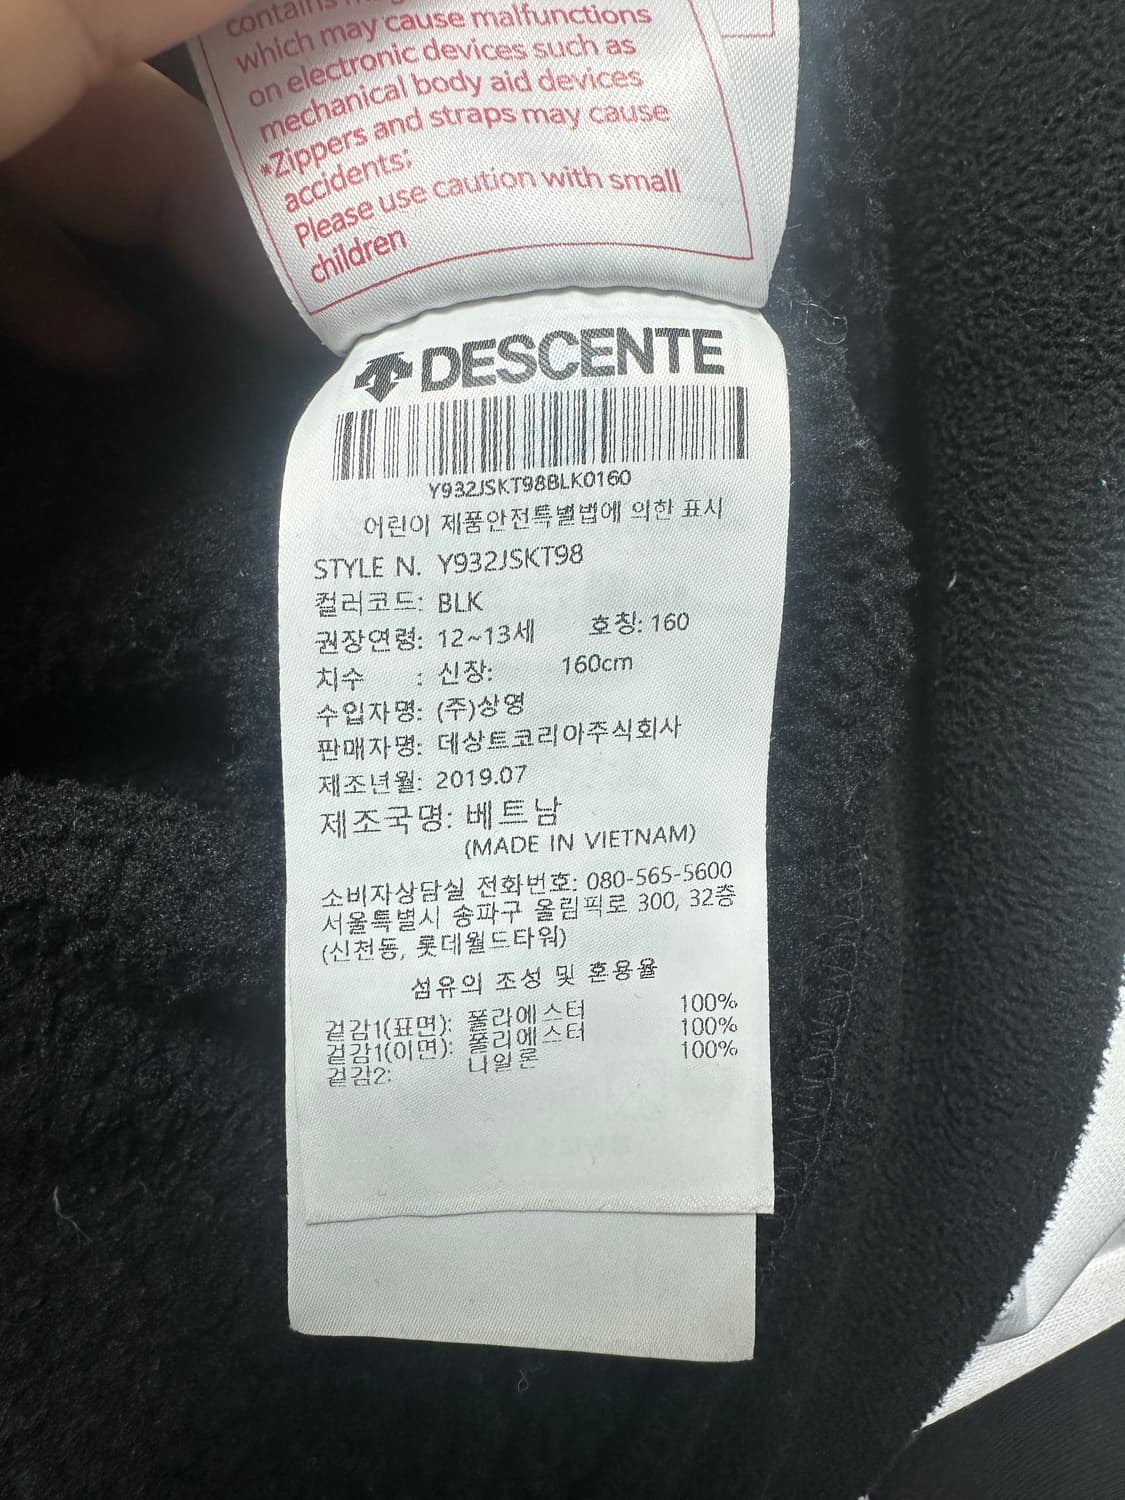 contains
which may cause malfunctions
on electronic devices such as
mechanical body aid devices
*Zippers and straps may cause
accidents;
Please use caution with small
children
DESCENTE
Y932JSKT98BLK0160
어린이 제품안전특별법에 의한 표시
STYLE N. Y932JSKT98
컬러코드: BLK
권장연령: 12~13세 호칭: 160
치수 : 신장: 160cm
수입자명: (주)상영
판매자명: 데상트코리아주식회사
제조년월: 2019.07
제조국명: 베트남
(MADE IN VIETNAM)
소비자상담실 전화번호: 080-565-5600
서울특별시 송파구 올림픽로 300, 32층
(신천동, 롯데월드타워)
섬유의 조성 및 혼용율
겉감1(표면): 폴리에스터 100%
겉감1(이면): 폴리에스터 100%
겉감2: 나일론 100%